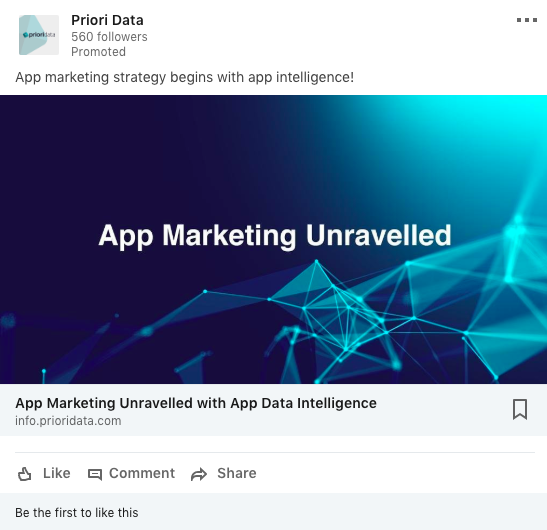 prioridata
Priori Data
560 followers
Promoted
App marketing strategy begins with app intelligence!
App Marketing Unravelled
App Marketing Unravelled with App Data Intelligence
info.prioridata.com
Like Comment Share
Be the first to like this